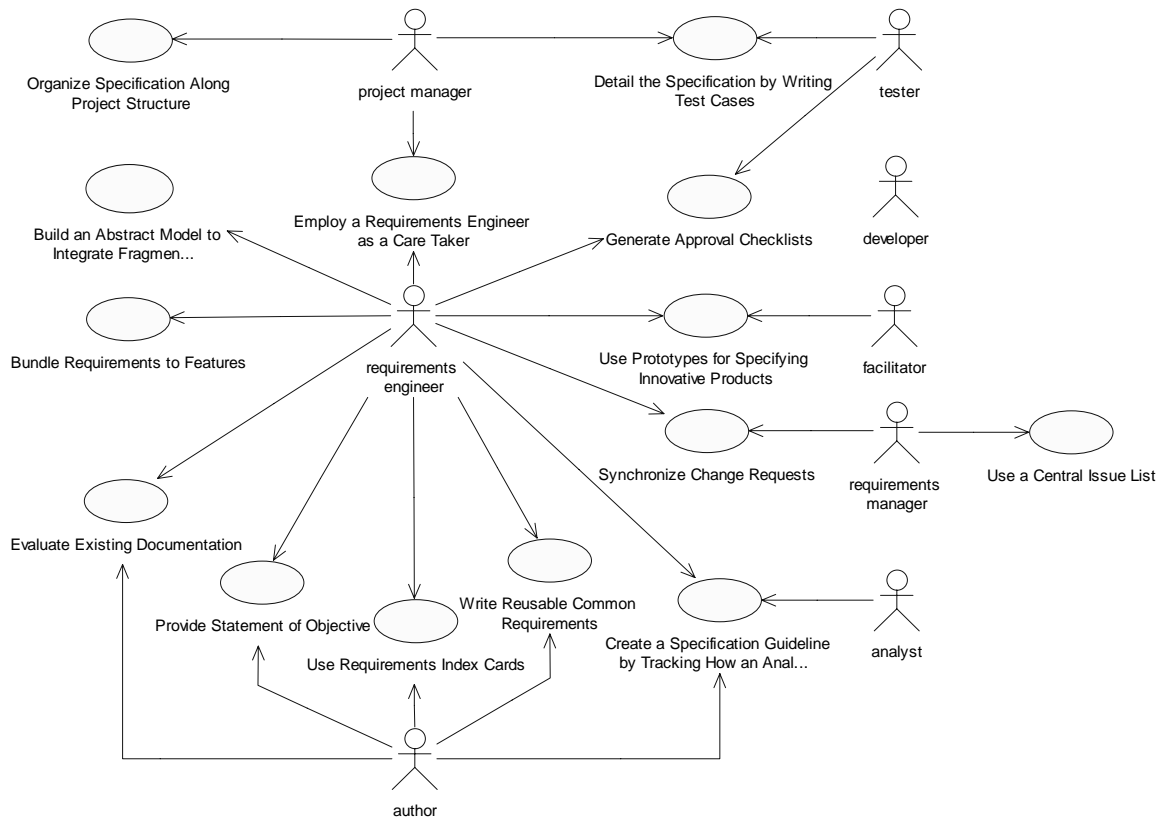 Organize Specification Along
Project Structure
project manager
Detail the Specification by Writing
Test Cases
tester
Build an Abstract Model to
Integrate Fragmen...
Employ a Requirements Engineer
as a Care Taker
Generate Approval Checklists
developer
Bundle Requirements to Features
requirements
engineer
Use Prototypes for Specifying
Innovative Products
facilitator
Synchronize Change Requests
requirements
manager
Use a Central Issue List
Evaluate Existing Documentation
Provide Statement of Objective
Use Requirements Index Cards
Write Reusable Common
Requirements
Create a Specification Guideline
by Tracking How an Anal...
analyst
author